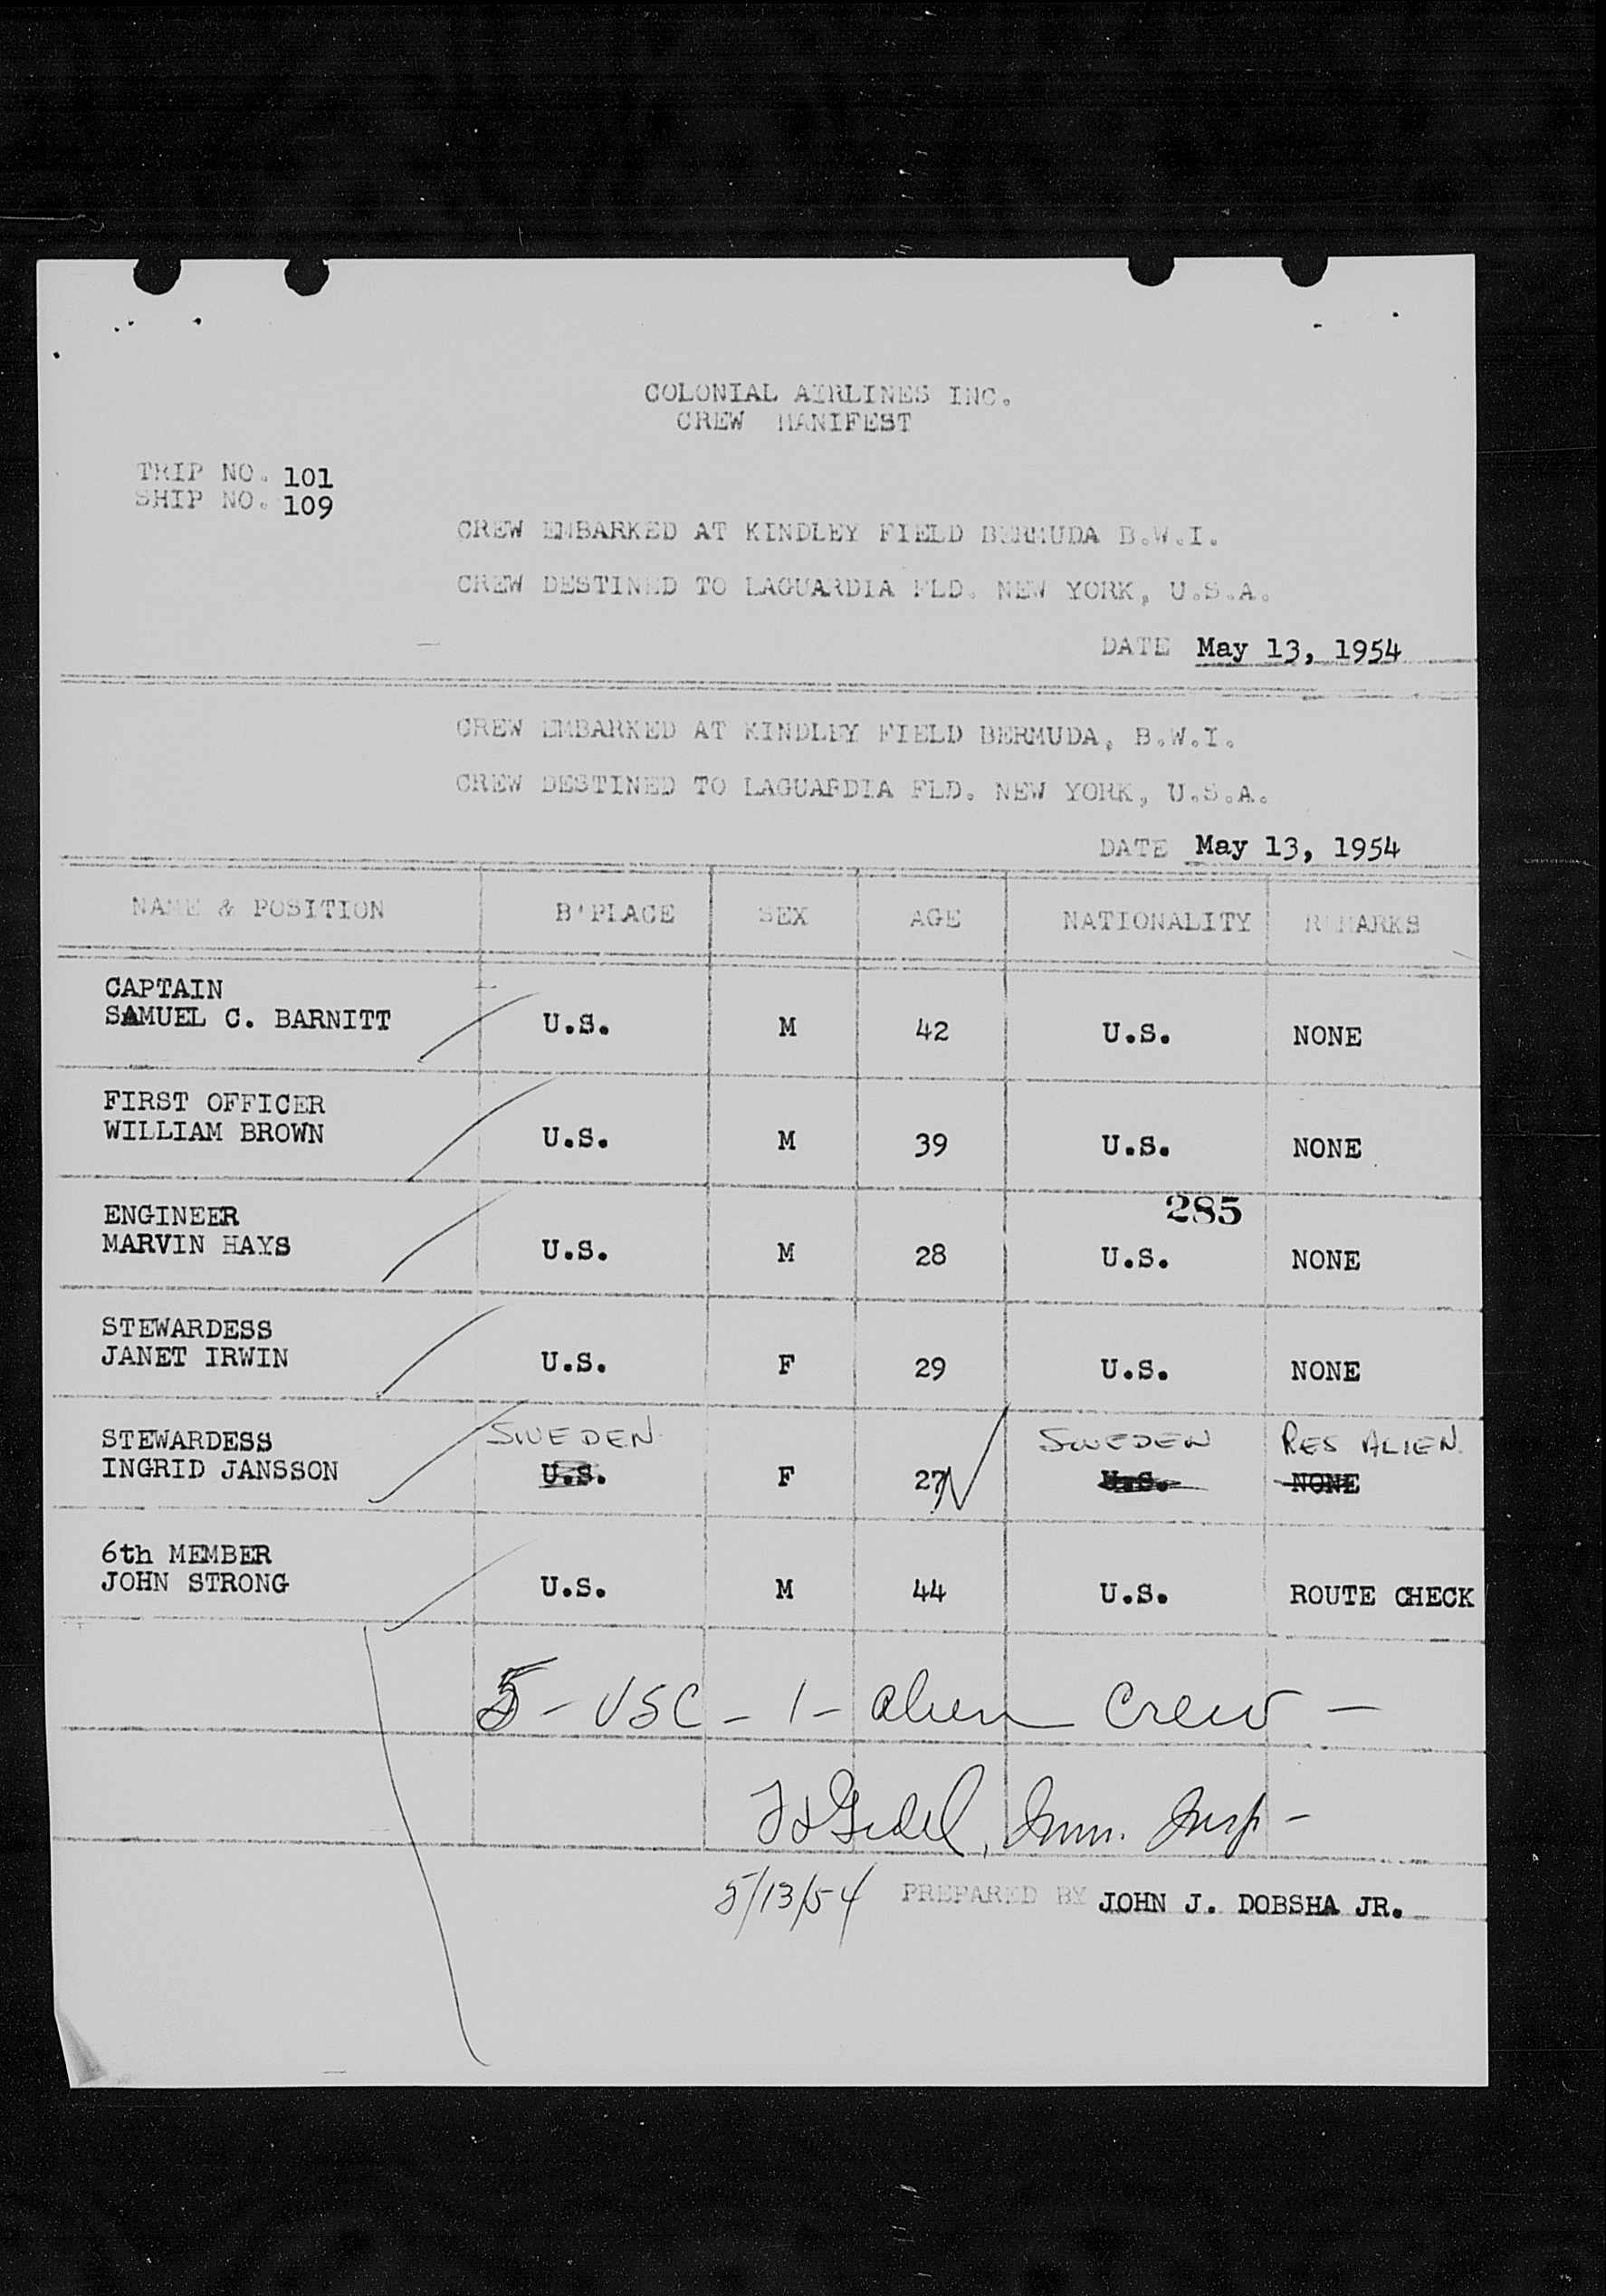 COLONIAL AIRLINES INC.
CREW MANIFEST
TRIP NO. 101
SHIP NO. 109
CREW EMBARKED AT KINDLEY FIELD BERMUDA B.W.I.
CREW DESTINED TO LAGUARDIA FLD. NEW YORK, U.S.A.
DATE May 13, 1954
CREW EMBARKED AT KINDLEY FIELD BERMUDA, B.W.I.
CREW DESTINED TO LAGUARDIA FLD. NEW YORK, U.S.A.
DATE May 13, 1954
NAME & POSITION B'PLACE SEX AGE NATIONALITY REMARKS
CAPTAIN
SAMUEL C. BARNITT U.S. M 42 U.S. NONE
FIRST OFFICER
WILLIAM BROWN U.S. M 39 U.S. NONE
285
ENGINEER
MARVIN HAYS U.S. M 28 U.S. NONE
STEWARDESS
JANET IRWIN U.S. F 29 U.S. NONE
STEWARDESS SWEDEN SWEDEN RES ALIEN
INGRID JANSSON U.S. F 27 U.S. NONE
6th MEMBER
JOHN STRONG U.S. M 44 U.S. ROUTE CHECK
5 - USC - 1 - alien Crew -
Imm. Insp -
5/13/54 PREPARED BY JOHN J. DOBSHA JR.